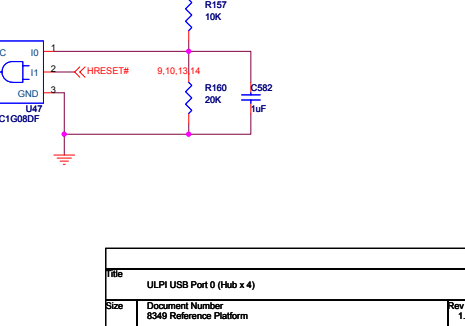 R157
10K
C I0 1
I1 2 HRESET# 9,10,13,14
R160
20K
C582
1uF
GND 3
U47
C1G08DF
Title
ULPI USB Port 0 (Hub x 4)
Size Document Number Rev
8349 Reference Platform 1.